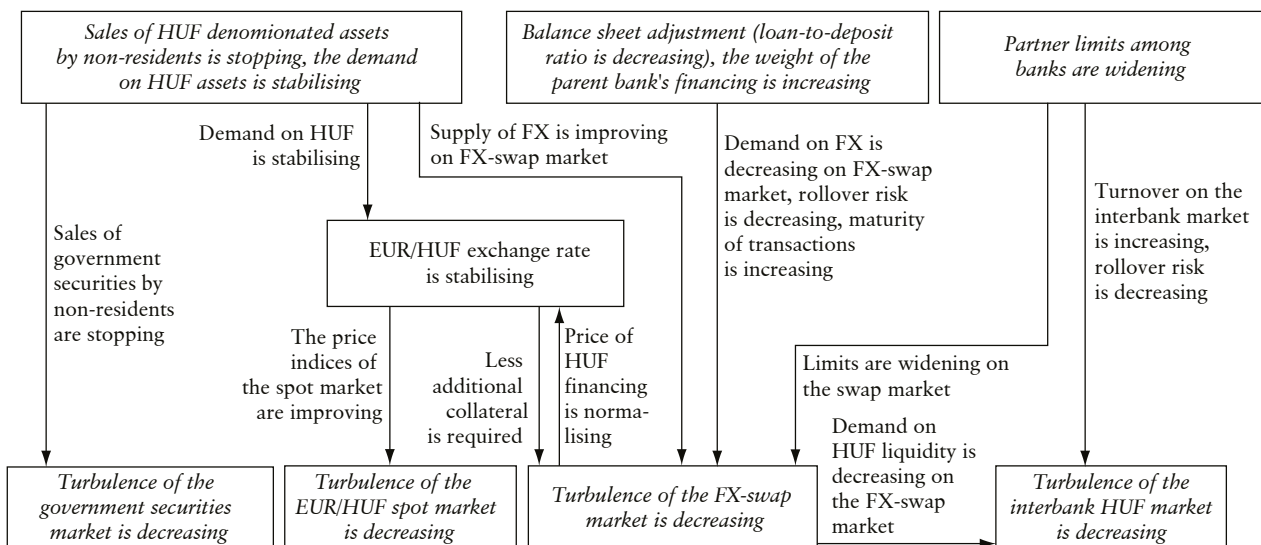 Sales of HUF denomionated assets
by non-residents is stopping, the demand
on HUF assets is stabilising
Balance sheet adjustment (loan-to-deposit
ratio is decreasing), the weight of the
parent bank's financing is increasing
Partner limits among
banks are widening
Demand on HUF
is stabilising
Supply of FX is improving
on FX-swap market
Demand on FX is
decreasing on FX-swap
market, rollover risk
is decreasing, maturity
of transactions
is increasing
Turnover on the
interbank market
is increasing,
rollover risk
is decreasing
Sales of
government
securities by
non-residents
are stopping
EUR/HUF exchange rate
is stabilising
The price
indices of
the spot market
are improving
Less
additional
collateral
is required
Price of
HUF
financing
is norma-
lising
Limits are widening on
the swap market
Demand on
HUF liquidity is
decreasing on
the FX-swap
market
Turbulence of the
government securities
market is decreasing
Turbulence of the
EUR/HUF spot market
is decreasing
Turbulence of the FX-swap
market is decreasing
Turbulence of the
interbank HUF market
is decreasing